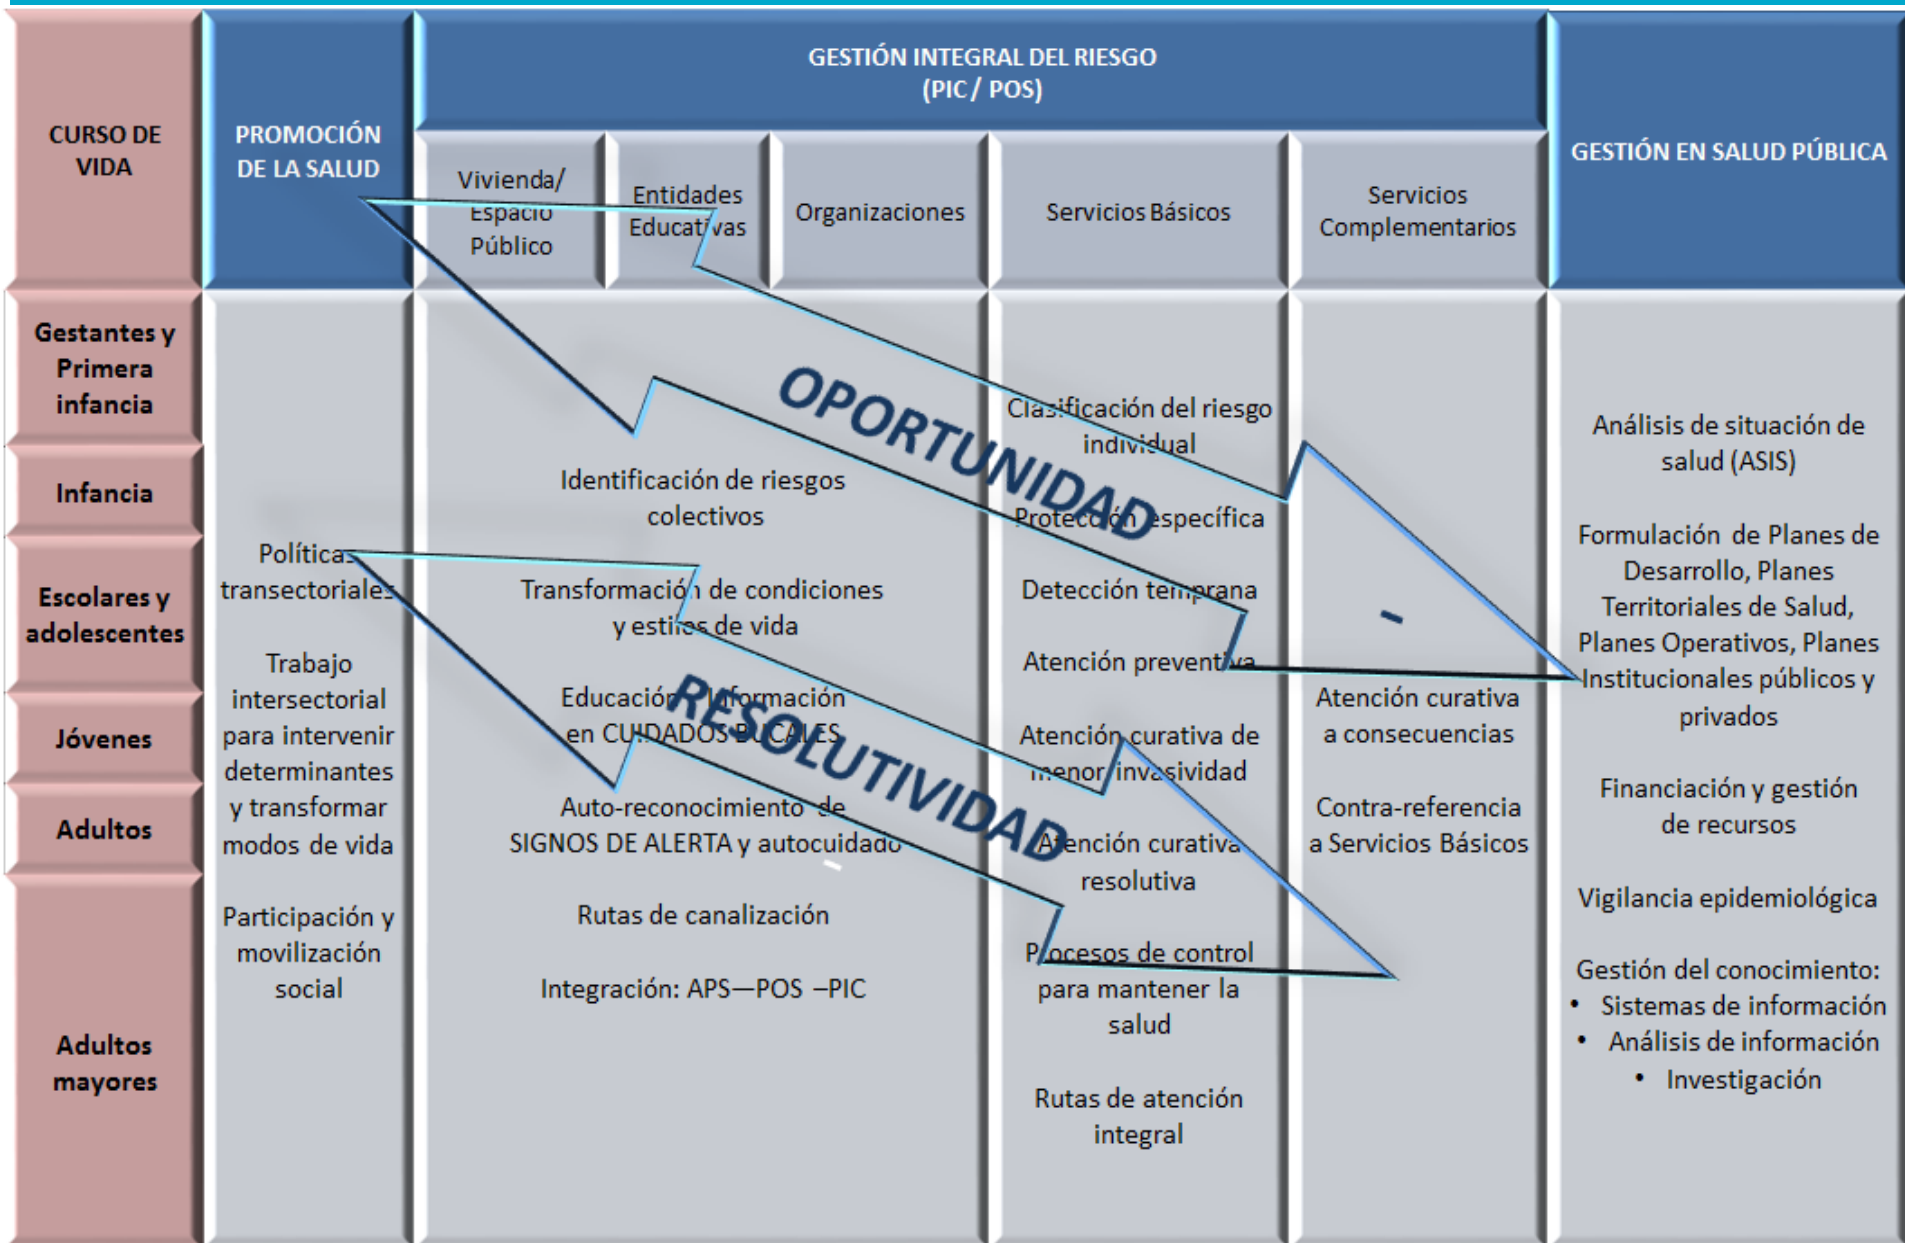 CURSO DE
VIDA
PROMOCIÓN
DE LA SALUD
GESTIÓN INTEGRAL DEL RIESGO
(PIC / POS)
Vivienda/
Espacio
Público
Entidades
Educativas
Organizaciones
Servicios Básicos
Servicios
Complementarios
GESTIÓN EN SALUD PÚBLICA
Gestantes y
Primera
infancia
Infancia
Escolares y
adolescentes
Jóvenes
Adultos
Adultos
mayores
Políticas
transectoriales
Trabajo
intersectorial
para intervenir
determinantes
y transformar
modos de vida
Participación y
movilización
social
Identificación de riesgos
colectivos
Transformación de condiciones
y estilos de vida
Educación Información
en CUIDADOS BUCALES
Auto-reconocimiento de
SIGNOS DE ALERTA y autocuidado
Rutas de canalización
Integración: APS—POS –PIC
Clasificación del riesgo
individual
Protección específica
Detección temprana
Atención preventiva
Atención curativa de
menor invasividad
Atención curativa
resolutiva
Procesos de control
para mantener la
salud
Rutas de atención
integral
Atención curativa
a consecuencias
Contra-referencia
a Servicios Básicos
Análisis de situación de
salud (ASIS)
Formulación de Planes de
Desarrollo, Planes
Territoriales de Salud,
Planes Operativos, Planes
Institucionales públicos y
privados
Financiación y gestión
de recursos
Vigilancia epidemiológica
Gestión del conocimiento:
• Sistemas de información
• Análisis de información
• Investigación
OPORTUNIDAD
-
RESOLUTIVIDAD
-